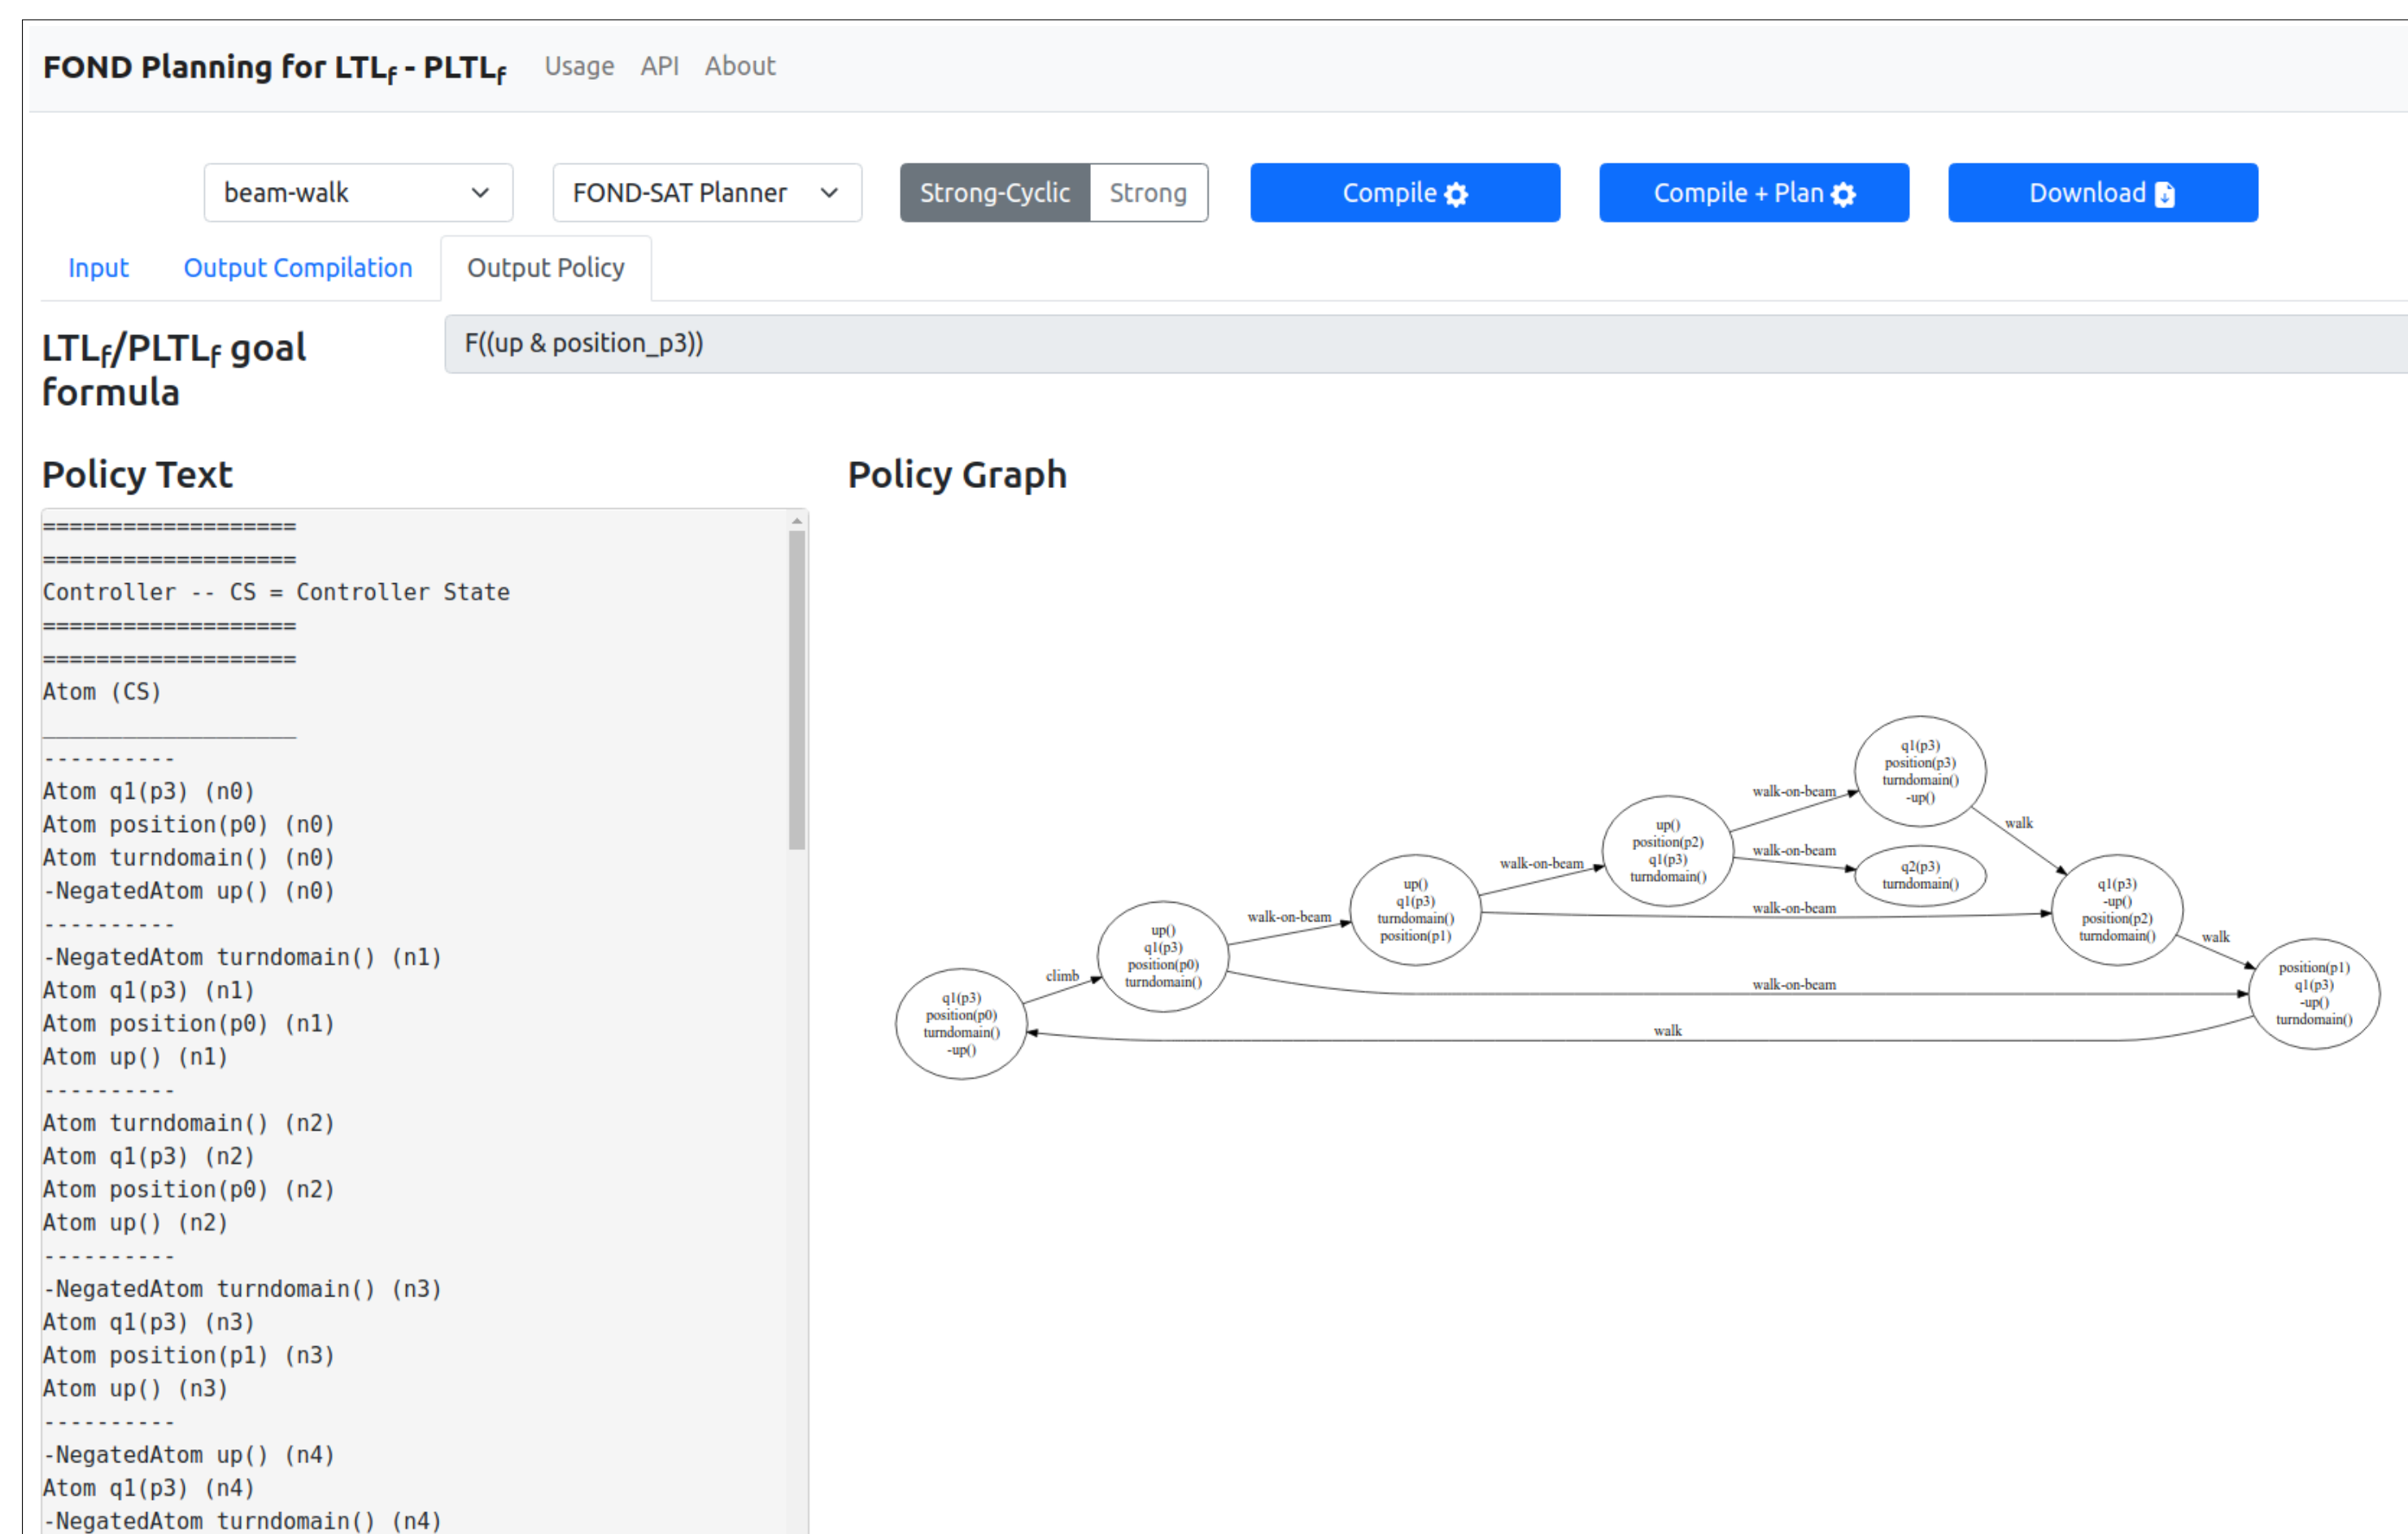 FOND Planning for LTLf - PLTLf Usage API About
beam-walk FOND-SAT Planner Strong-Cyclic Strong Compile Compile + Plan Download
Input Output Compilation Output Policy
LTLf/PLTLf goal
formula
F((up & position_p3))
Policy Text
===================
===================
Controller -- CS = Controller State
===================
===================
Atom (CS)
___________________
----------
Atom q1(p3) (n0)
Atom position(p0) (n0)
Atom turndomain() (n0)
-NegatedAtom up() (n0)
----------
-NegatedAtom turndomain() (n1)
Atom q1(p3) (n1)
Atom position(p0) (n1)
Atom up() (n1)
----------
Atom turndomain() (n2)
Atom q1(p3) (n2)
Atom position(p0) (n2)
Atom up() (n2)
----------
-NegatedAtom turndomain() (n3)
Atom q1(p3) (n3)
Atom position(p1) (n3)
Atom up() (n3)
----------
-NegatedAtom up() (n4)
Atom q1(p3) (n4)
-NegatedAtom turndomain() (n4)
Policy Graph
q1(p3)
position(p0)
turndomain()
-up()
climb
up()
q1(p3)
position(p0)
turndomain()
walk-on-beam
walk-on-beam
up()
q1(p3)
turndomain()
position(p1)
walk-on-beam
walk-on-beam
up()
position(p2)
q1(p3)
turndomain()
walk-on-beam
walk-on-beam
q1(p3)
position(p3)
turndomain()
-up()
walk
q2(p3)
turndomain()
q1(p3)
-up()
position(p2)
turndomain()
walk
position(p1)
q1(p3)
-up()
turndomain()
walk